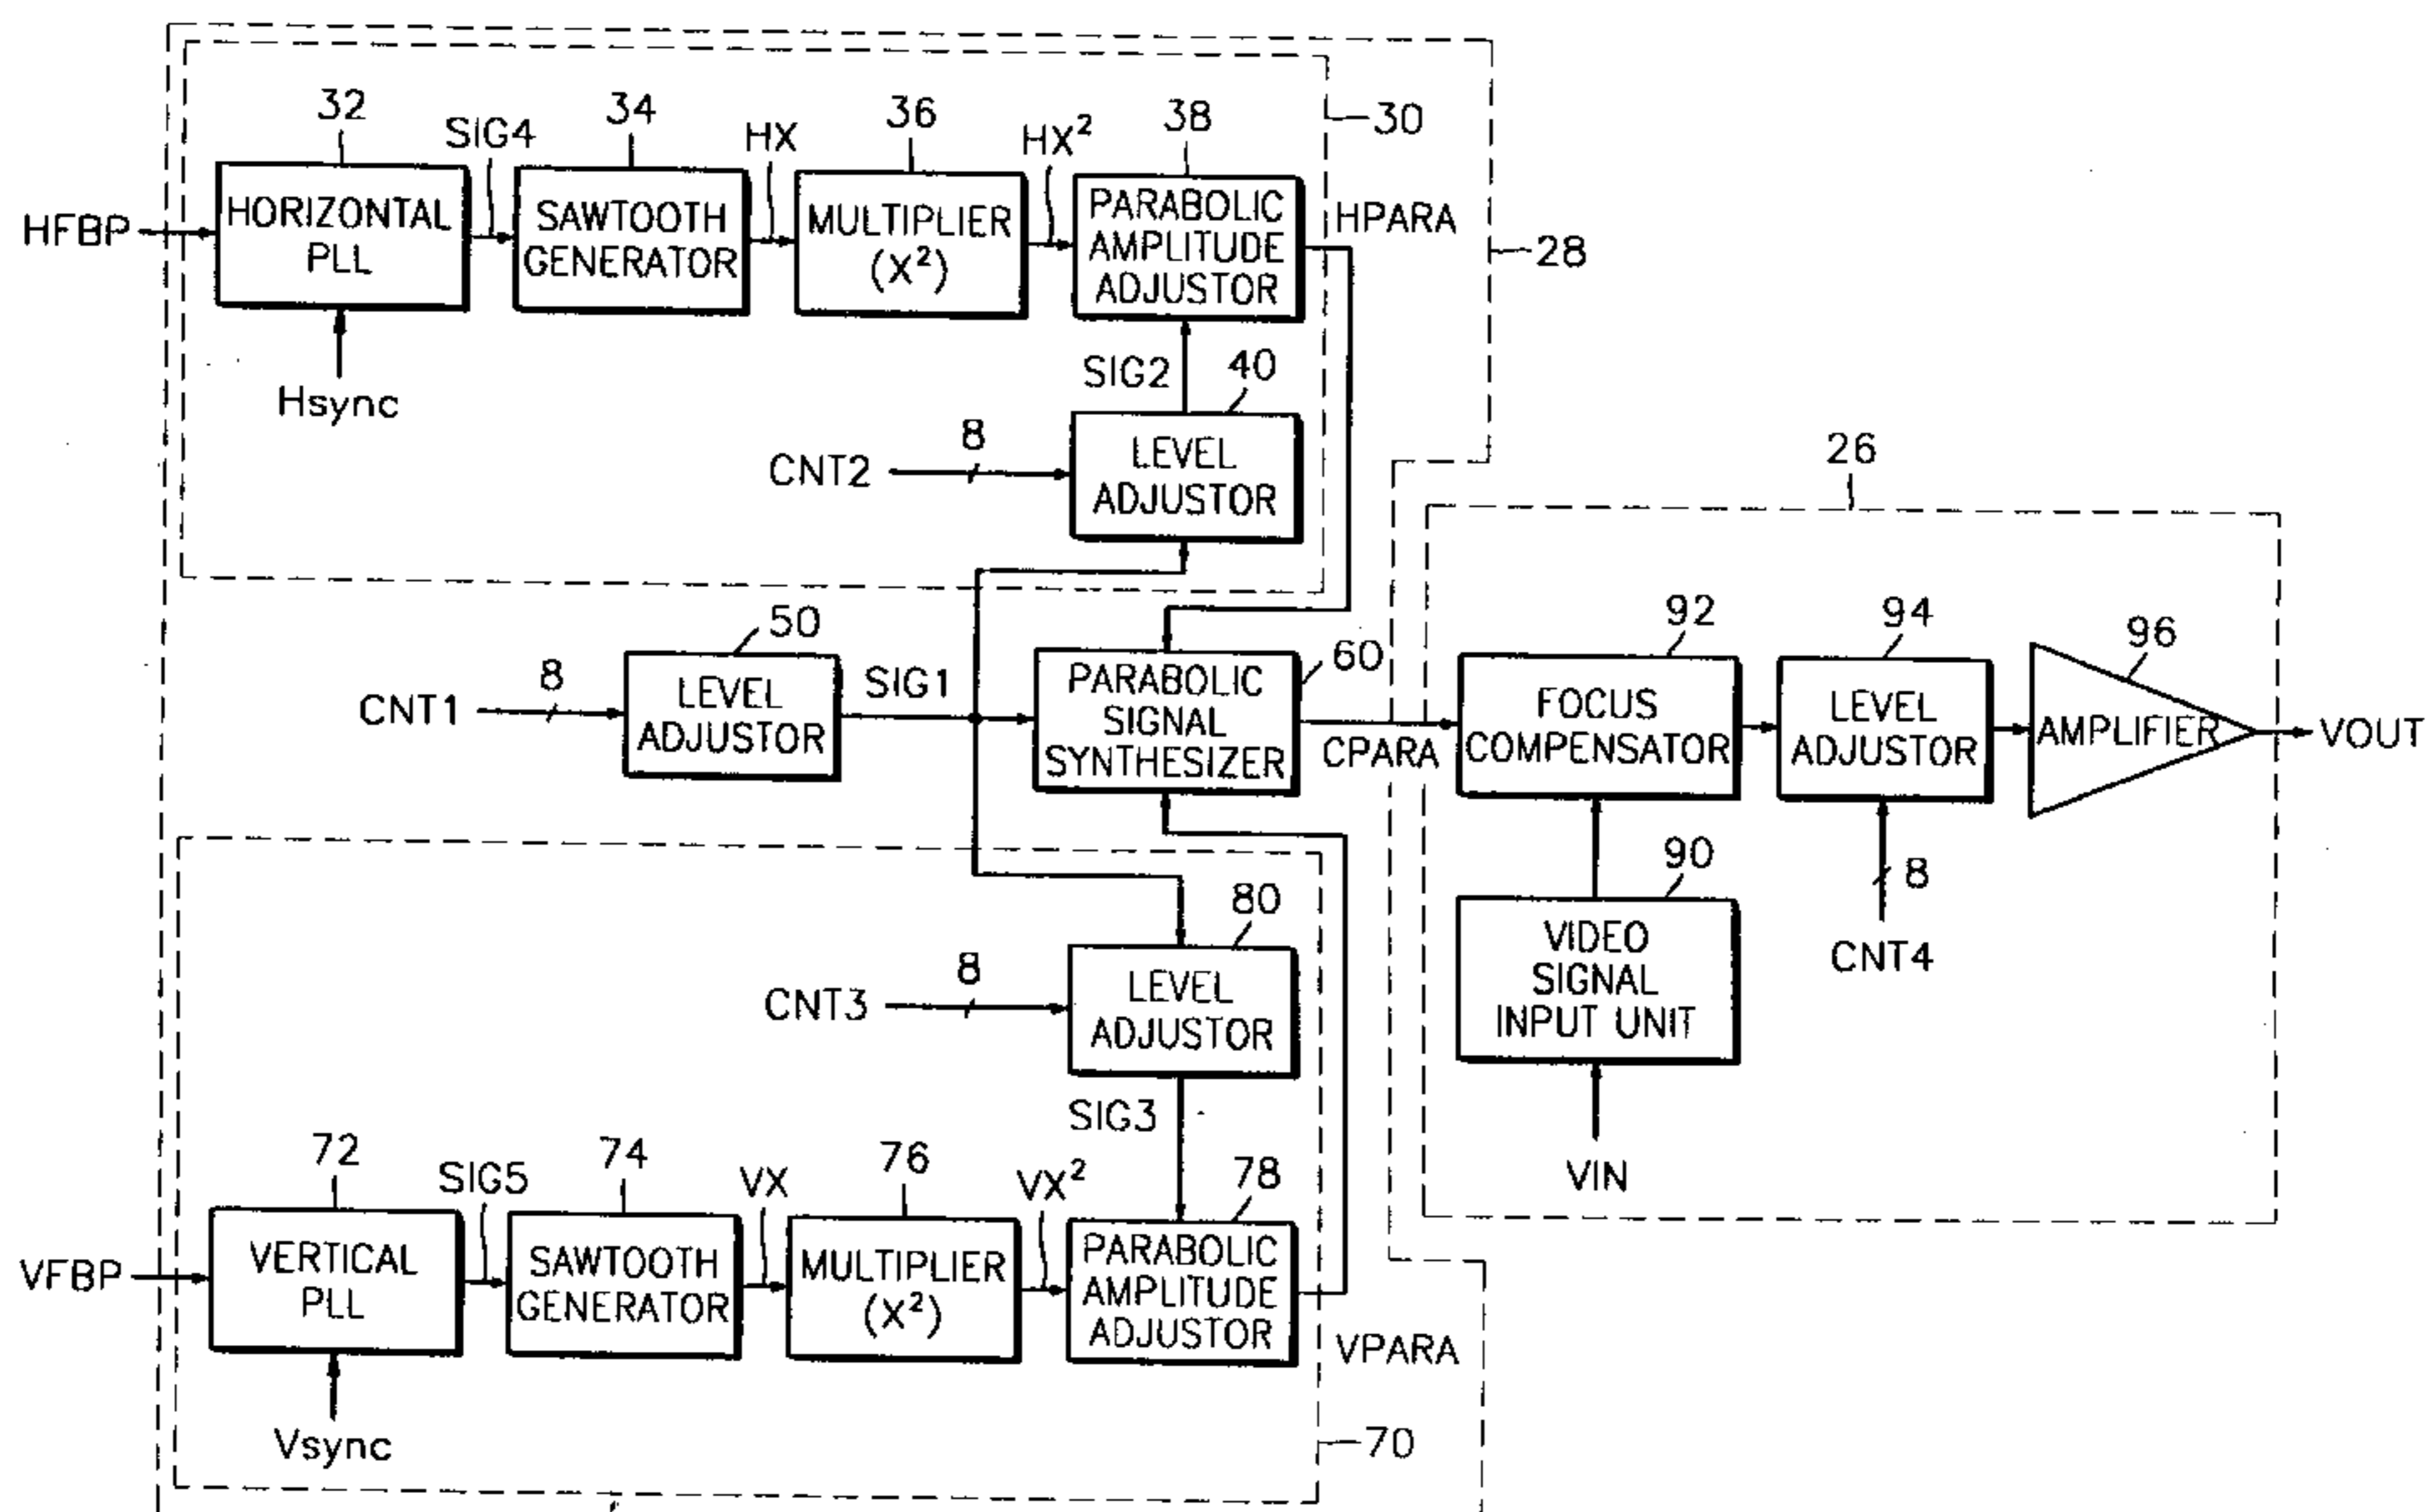 32
SIG4
34
HX
36
HX²
38
30
HFBP
HORIZONTAL
PLL
SAWTOOTH
GENERATOR
MULTIPLIER
(X²)
PARABOLIC
AMPLITUDE
ADJUSTOR
HPARA
28
Hsync
SIG2
40
CNT2
8
LEVEL
ADJUSTOR
26
50
CNT1
8
LEVEL
ADJUSTOR
SIG1
PARABOLIC
SIGNAL
SYNTHESIZER
60
CPARA
92
FOCUS
COMPENSATOR
94
LEVEL
ADJUSTOR
96
AMPLIFIER
VOUT
90
VIDEO
SIGNAL
INPUT UNIT
8
CNT4
VIN
80
CNT3
8
LEVEL
ADJUSTOR
SIG3
72
SIG5
74
VX
76
VX²
78
VFBP
VERTICAL
PLL
SAWTOOTH
GENERATOR
MULTIPLIER
(X²)
PARABOLIC
AMPLITUDE
ADJUSTOR
VPARA
Vsync
70